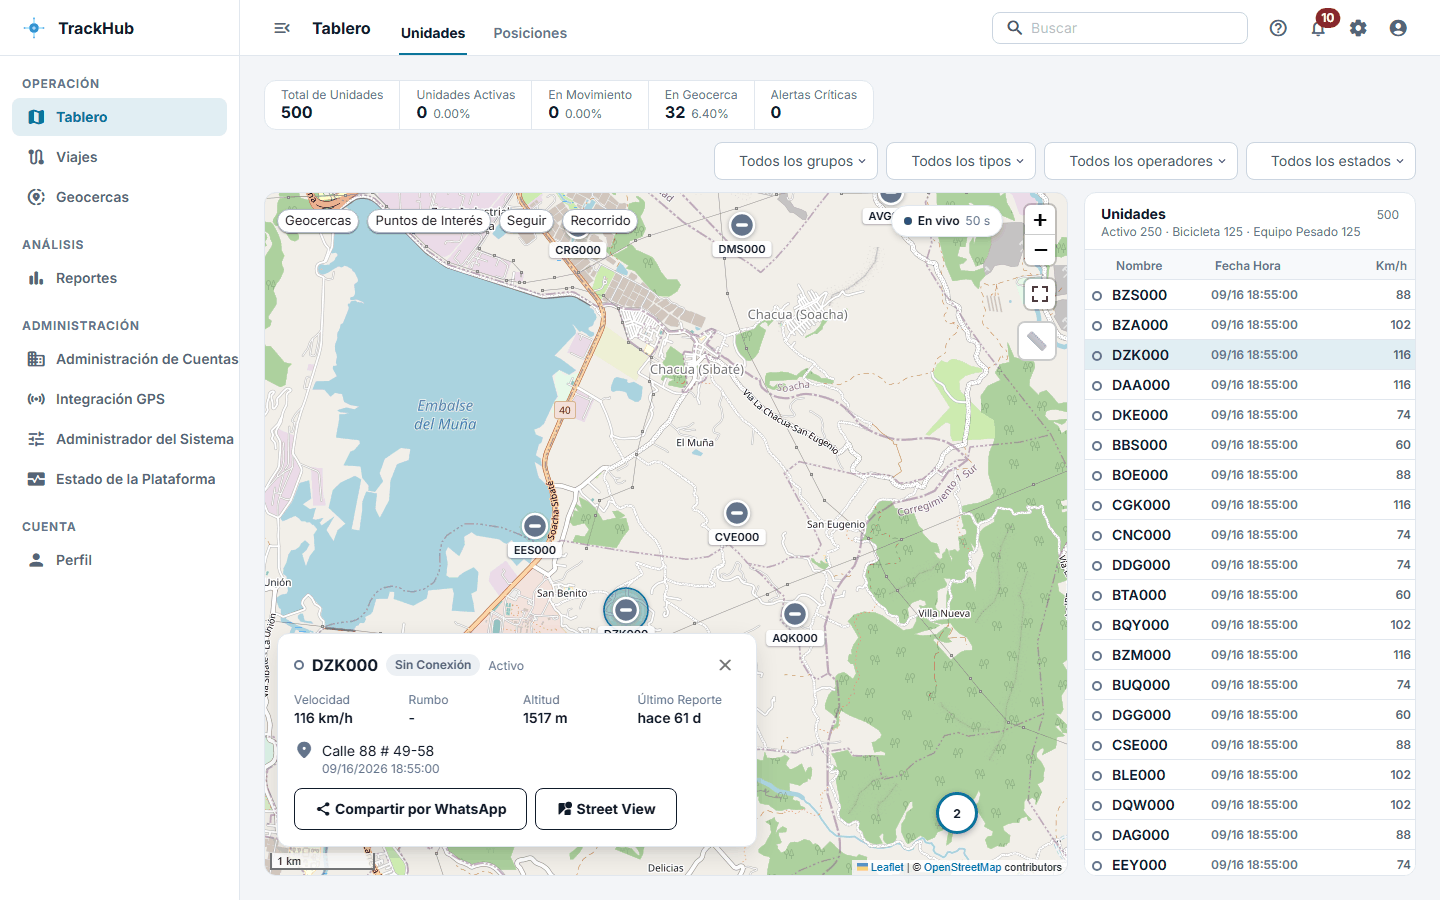 TrackHub
Tablero
Unidades
Posiciones
Buscar
10
OPERACIÓN
Tablero
Viajes
Geocercas
ANÁLISIS
Reportes
ADMINISTRACIÓN
Administración de Cuentas
Integración GPS
Administrador del Sistema
Estado de la Plataforma
CUENTA
Perfil
Total de Unidades
500
Unidades Activas
0 0.00%
En Movimiento
0 0.00%
En Geocerca
32 6.40%
Alertas Críticas
0
Todos los grupos
Todos los tipos
Todos los operadores
Todos los estados
Geocercas
Puntos de Interés
Seguir
Recorrido
En vivo 50 s
+
−
CRG000
DMS000
Chacua (Soacha)
Chacua (Sibaté)
Soacha
Vía La Chacua-San Eugenio
40
Embalse
del Muña
El Muña
Corregimiento 7 Sur
Soacha-Sibaté
San Eugenio
CVE000
EES000
Unión
San Benito
Villa Nueva
AQK000
DZK000
Vía Sibaté - La Unión
DZK000
Sin Conexión
Activo
Velocidad
116 km/h
Rumbo
-
Altitud
1517 m
Último Reporte
hace 61 d
Calle 88 # 49-58
09/16/2026 18:55:00
Compartir por WhatsApp
Street View
2
1 km
Delicias
Leaflet | © OpenStreetMap contributors
Unidades
500
Activo 250 · Bicicleta 125 · Equipo Pesado 125
Nombre Fecha Hora Km/h
BZS000 09/16 18:55:00 88
BZA000 09/16 18:55:00 102
DZK000 09/16 18:55:00 116
DAA000 09/16 18:55:00 116
DKE000 09/16 18:55:00 74
BBS000 09/16 18:55:00 60
BOE000 09/16 18:55:00 88
CGK000 09/16 18:55:00 116
CNC000 09/16 18:55:00 74
DDG000 09/16 18:55:00 74
BTA000 09/16 18:55:00 60
BQY000 09/16 18:55:00 102
BZM000 09/16 18:55:00 116
BUQ000 09/16 18:55:00 74
DGG000 09/16 18:55:00 60
CSE000 09/16 18:55:00 88
BLE000 09/16 18:55:00 102
DQW000 09/16 18:55:00 102
DAG000 09/16 18:55:00 88
EEY000 09/16 18:55:00 74